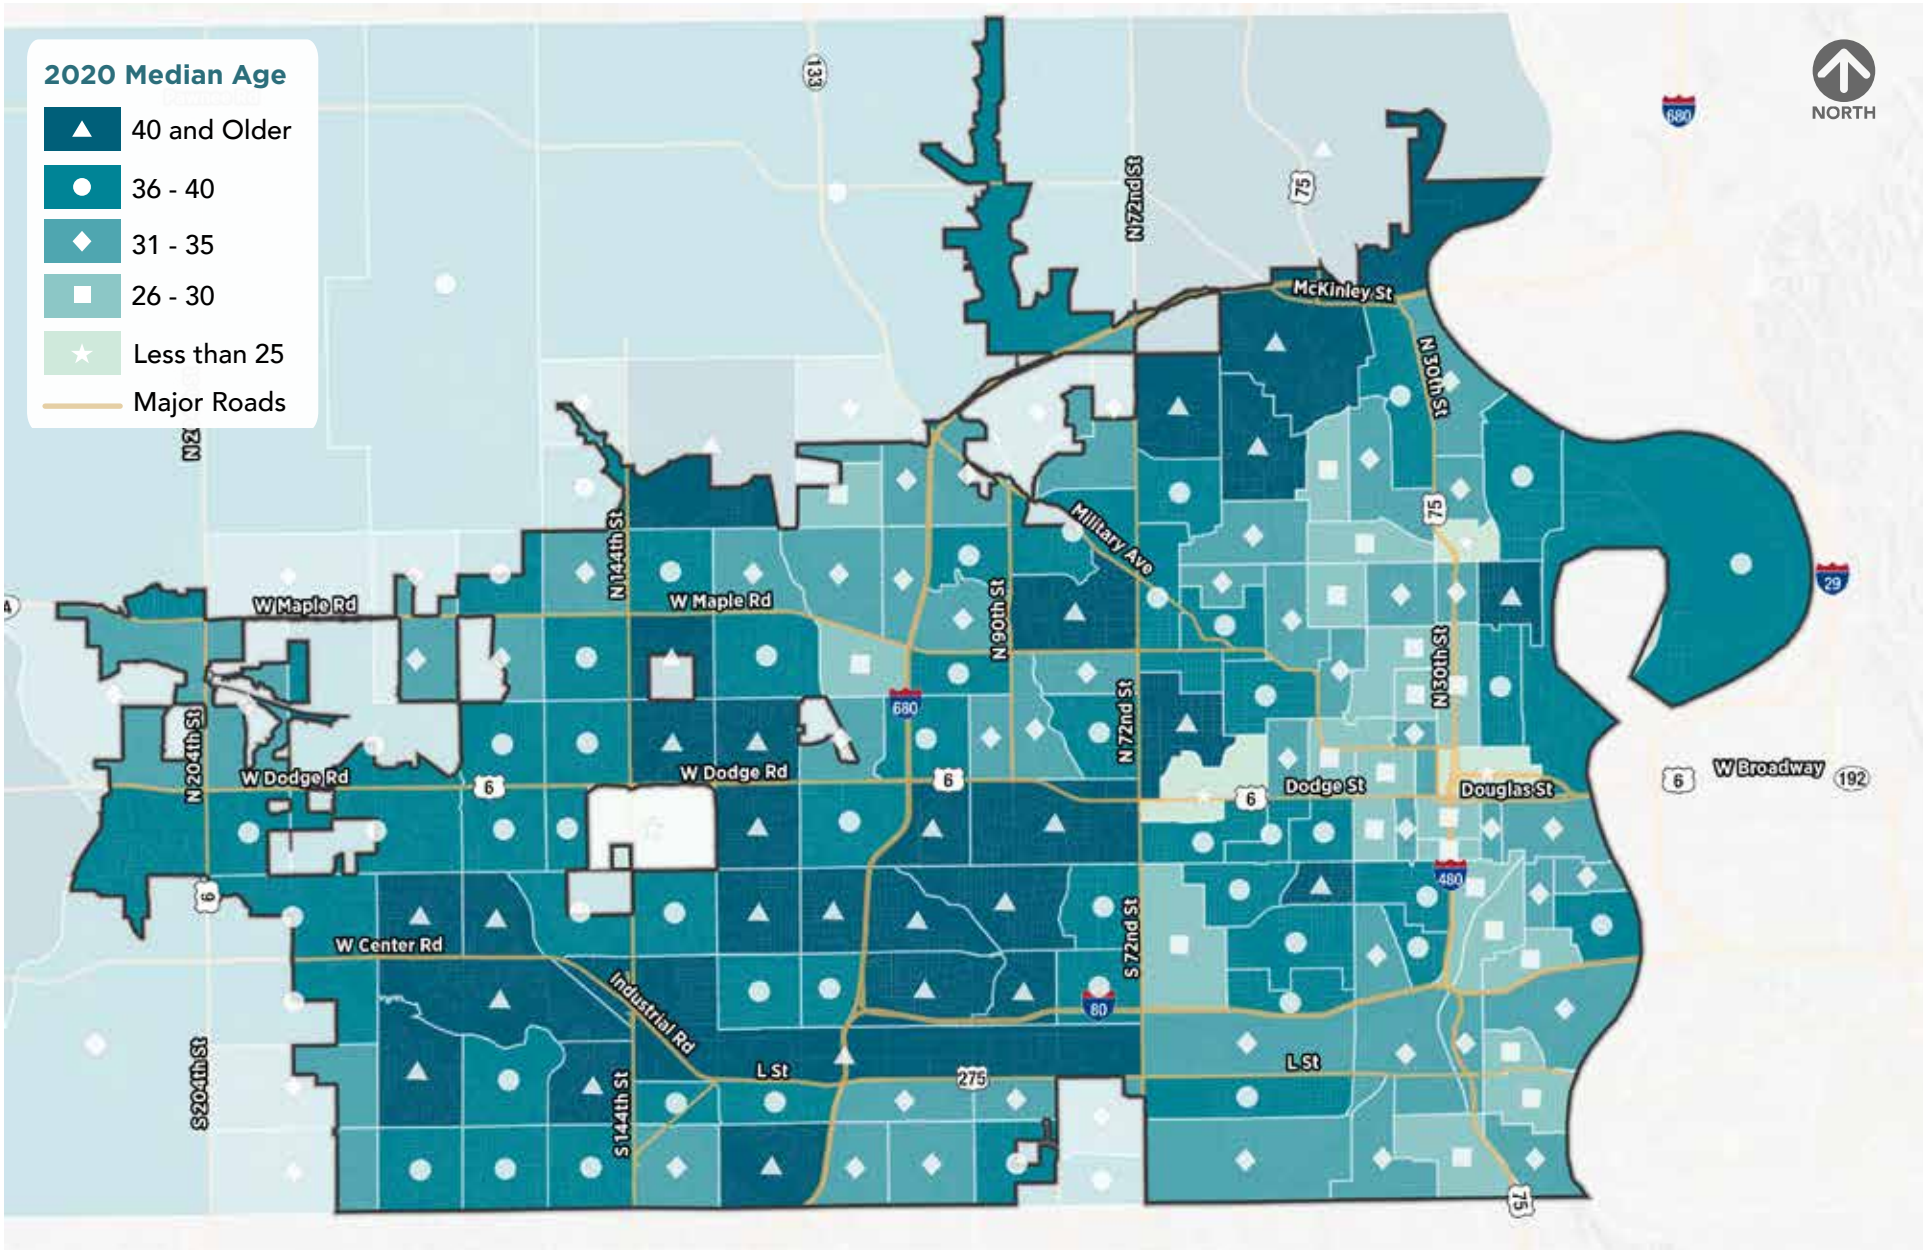 2020 Median Age
40 and Older
36 - 40
31 - 35
26 - 30
Less than 25
Major Roads
NORTH
133
680
N 72nd St
75
McKinley St
N 30th St
N 144th St
Military Ave
75
29
4
W Maple Rd
W Maple Rd
N 90th St
N 30th St
680
N 72nd St
N 204th St
W Dodge Rd
6
W Dodge Rd
6
6
Dodge St
Douglas St
6
W Broadway
192
6
480
W Center Rd
S 72nd St
Industrial Rd
80
S 204th St
L St
275
L St
S 144th St
75